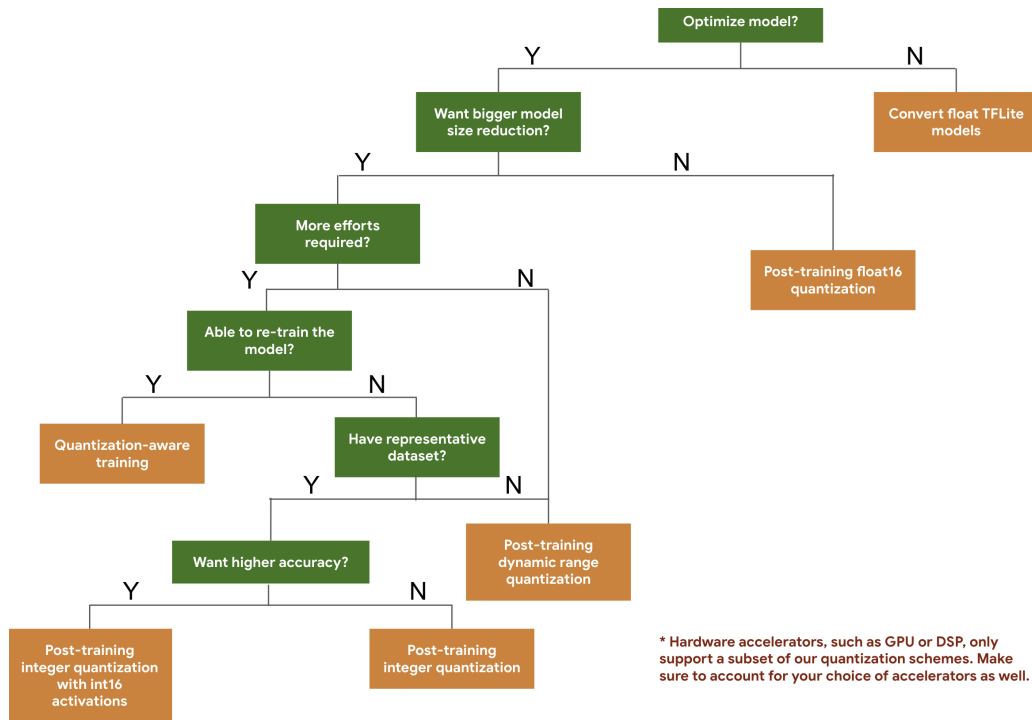 Optimize model?
Y
N
Want bigger model
size reduction?
Convert float TFLite
models
Y
N
More efforts
required?
Post-training float16
quantization
Y
N
Able to re-train the
model?
Y
N
Quantization-aware
training
Have representative
dataset?
Y
N
Post-training
dynamic range
quantization
Want higher accuracy?
Y
N
Post-training
integer quantization
with int16
activations
Post-training
integer quantization
* Hardware accelerators, such as GPU or DSP, only
support a subset of our quantization schemes. Make
sure to account for your choice of accelerators as well.